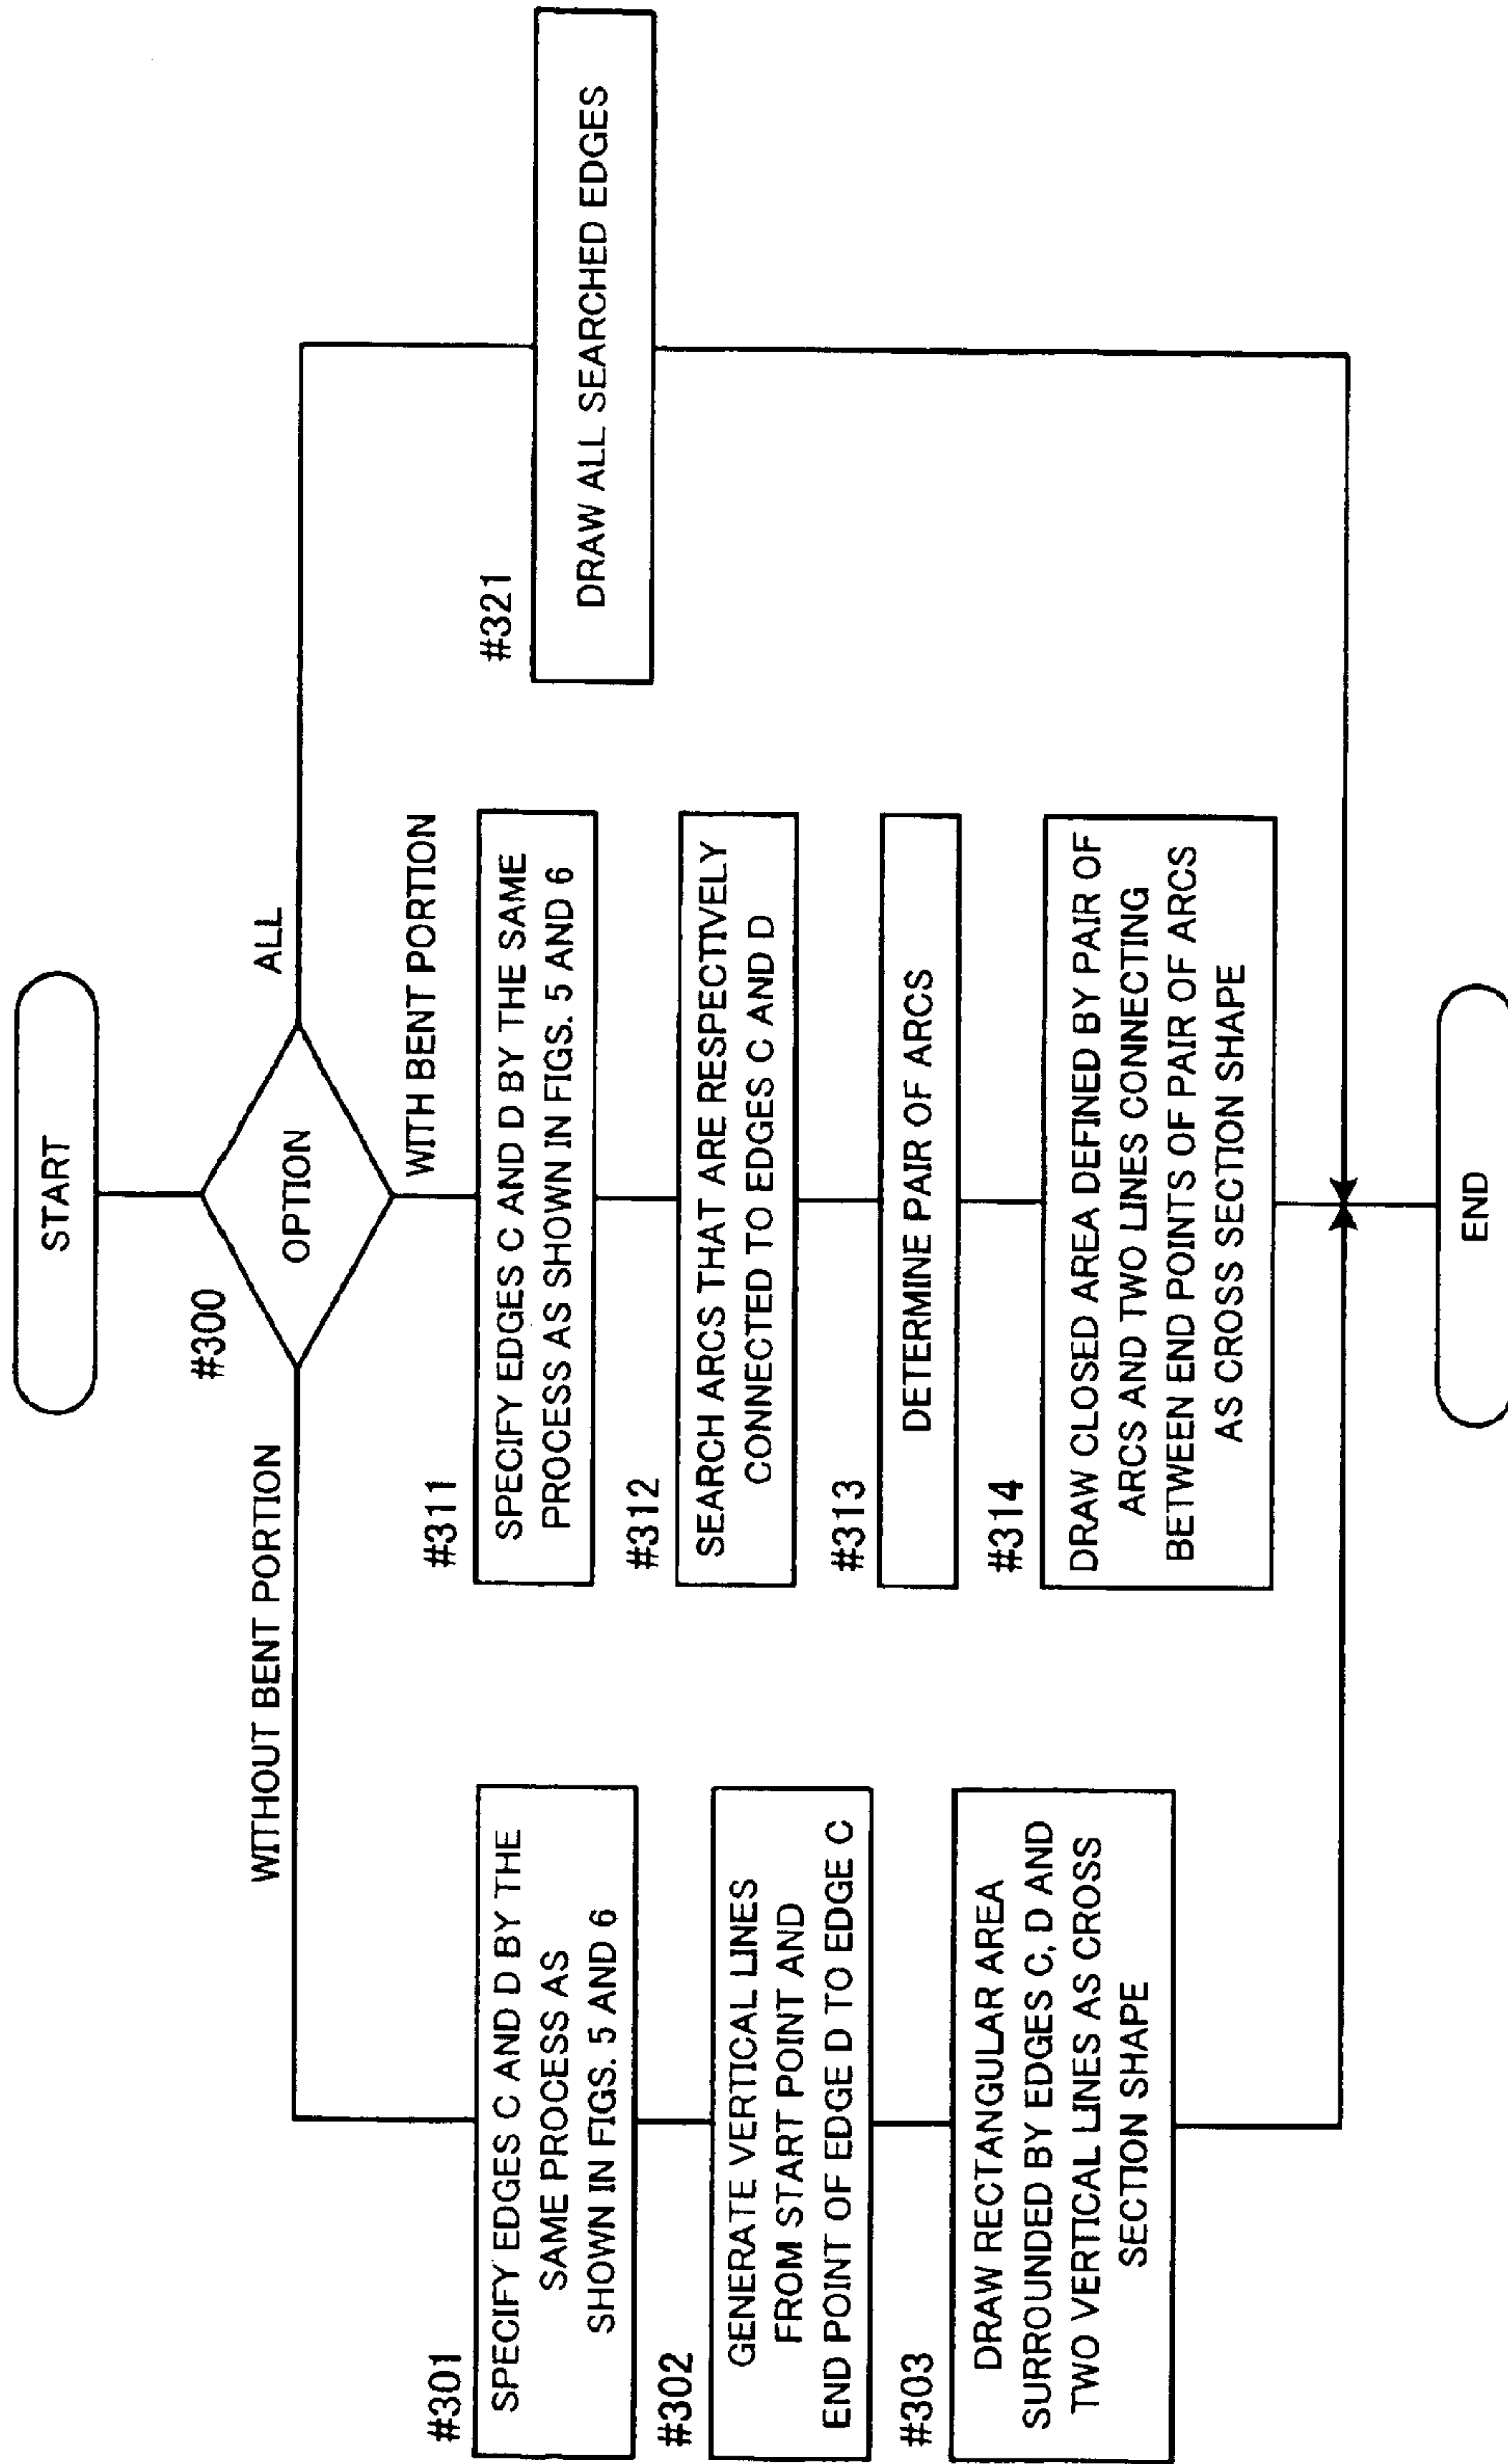 START
#300
OPTION
WITHOUT BENT PORTION
WITH BENT PORTION
ALL
#301
SPECIFY EDGES C AND D BY THE
SAME PROCESS AS
SHOWN IN FIGS. 5 AND 6
#302
GENERATE VERTICAL LINES
FROM START POINT AND
END POINT OF EDGE D TO EDGE C
#303
DRAW RECTANGULAR AREA
SURROUNDED BY EDGES C, D AND
TWO VERTICAL LINES AS CROSS
SECTION SHAPE
#311
SPECIFY EDGES C AND D BY THE SAME
PROCESS AS SHOWN IN FIGS. 5 AND 6
#312
SEARCH ARCS THAT ARE RESPECTIVELY
CONNECTED TO EDGES C AND D
#313
DETERMINE PAIR OF ARCS
#314
DRAW CLOSED AREA DEFINED BY PAIR OF
ARCS AND TWO LINES CONNECTING
BETWEEN END POINTS OF PAIR OF ARCS
AS CROSS SECTION SHAPE
#321
DRAW ALL SEARCHED EDGES
END